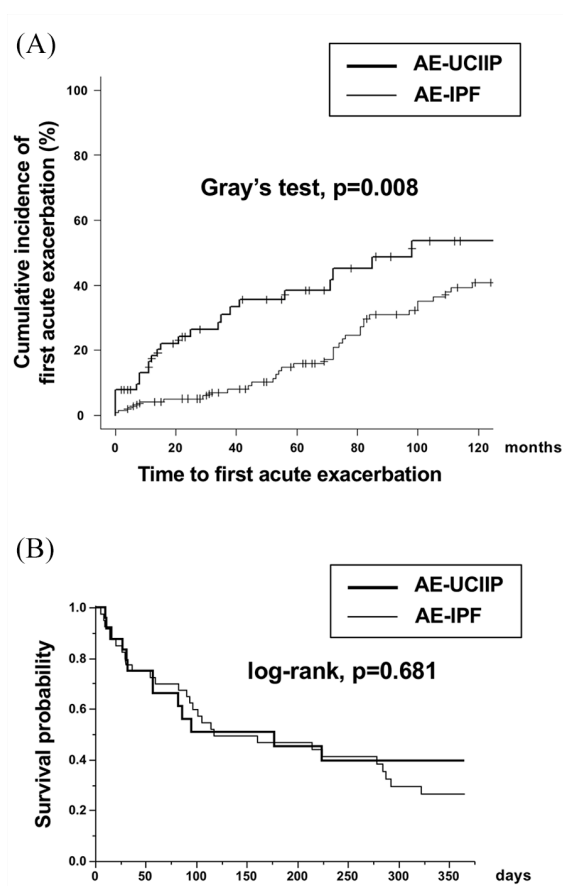 (A)
AE-UCIIP
AE-IPF
Cumulative incidence of
first acute exacerbation (%)
100
80
60
40
20
0
Gray's test, p=0.008
0 20 40 60 80 100 120 months
Time to first acute exacerbation
(B)
AE-UCIIP
AE-IPF
Survival probability
1.0
0.8
0.6
0.4
0.2
0.0
log-rank, p=0.681
0 50 100 150 200 250 300 350 days